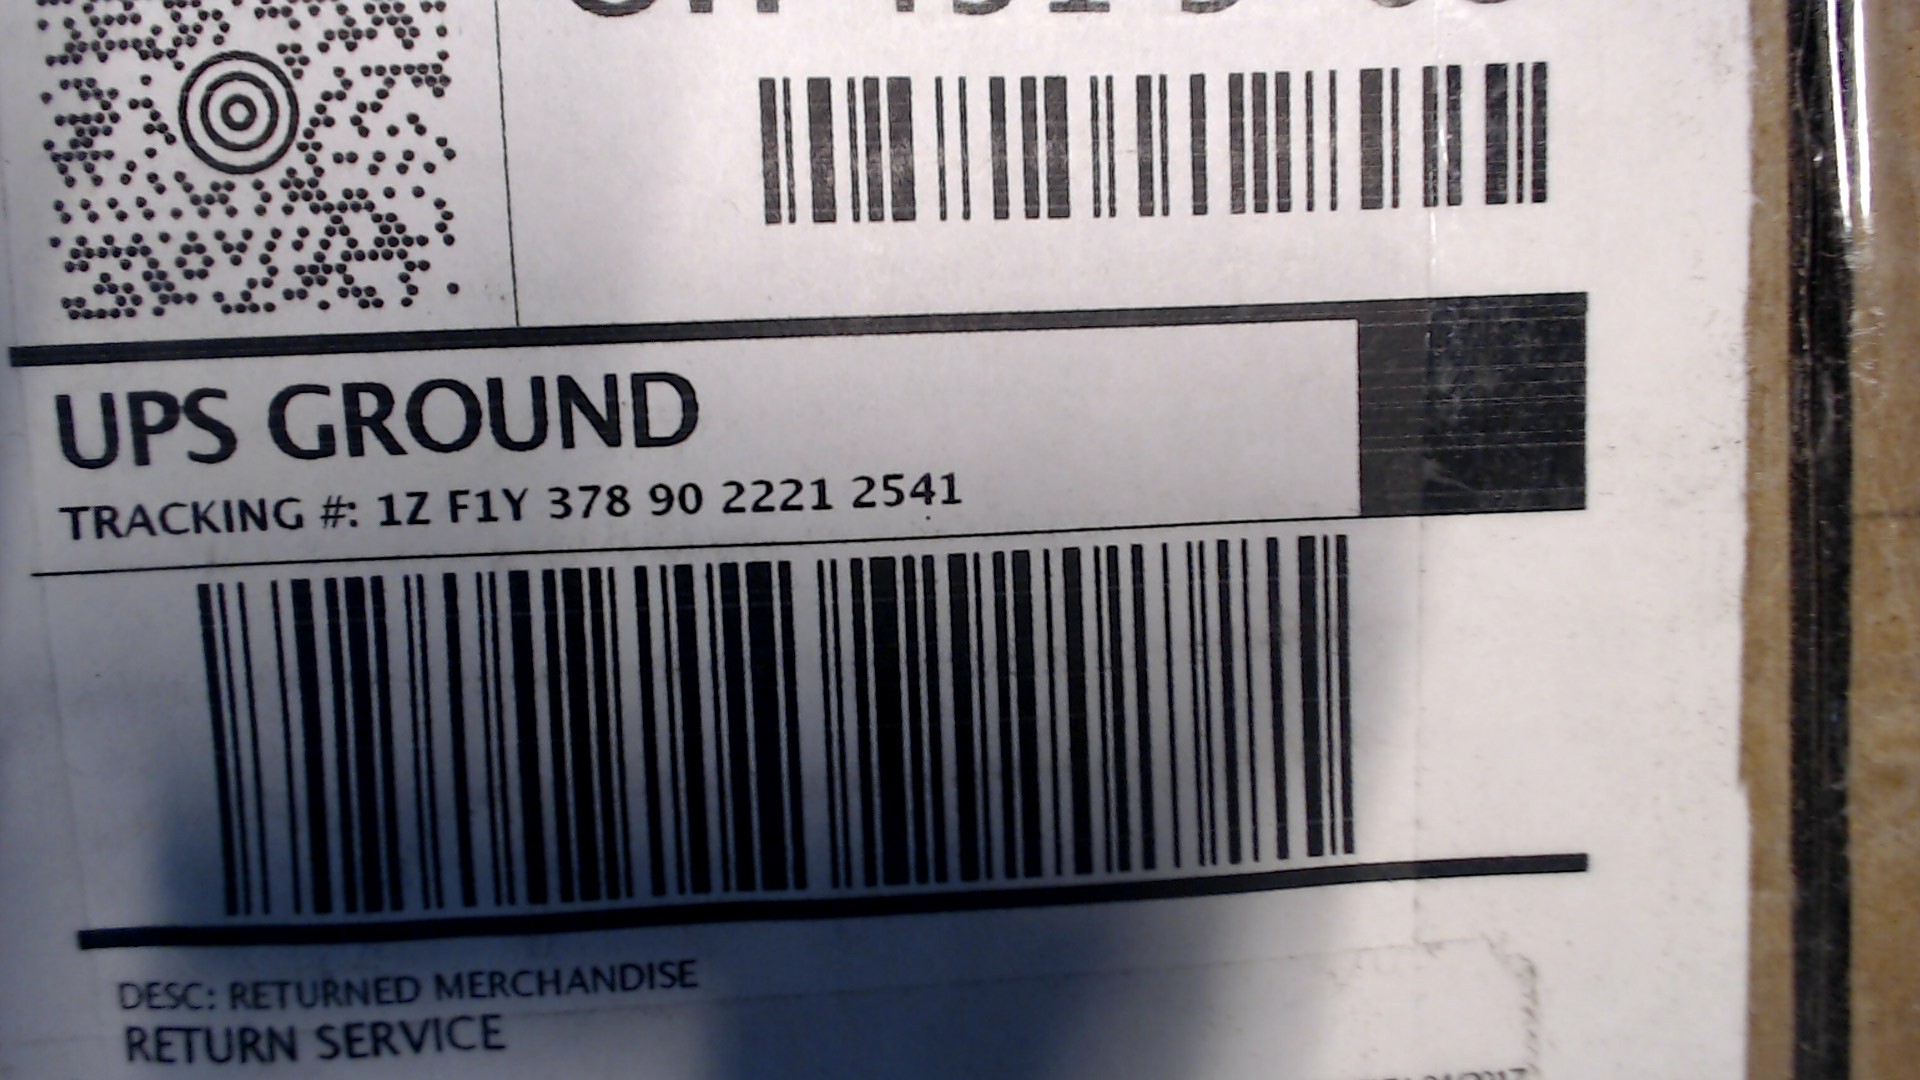 UPS GROUND
TRACKING #: 1Z F1Y 378 90 2221 2541
DESC: RETURNED MERCHANDISE
RETURN SERVICE